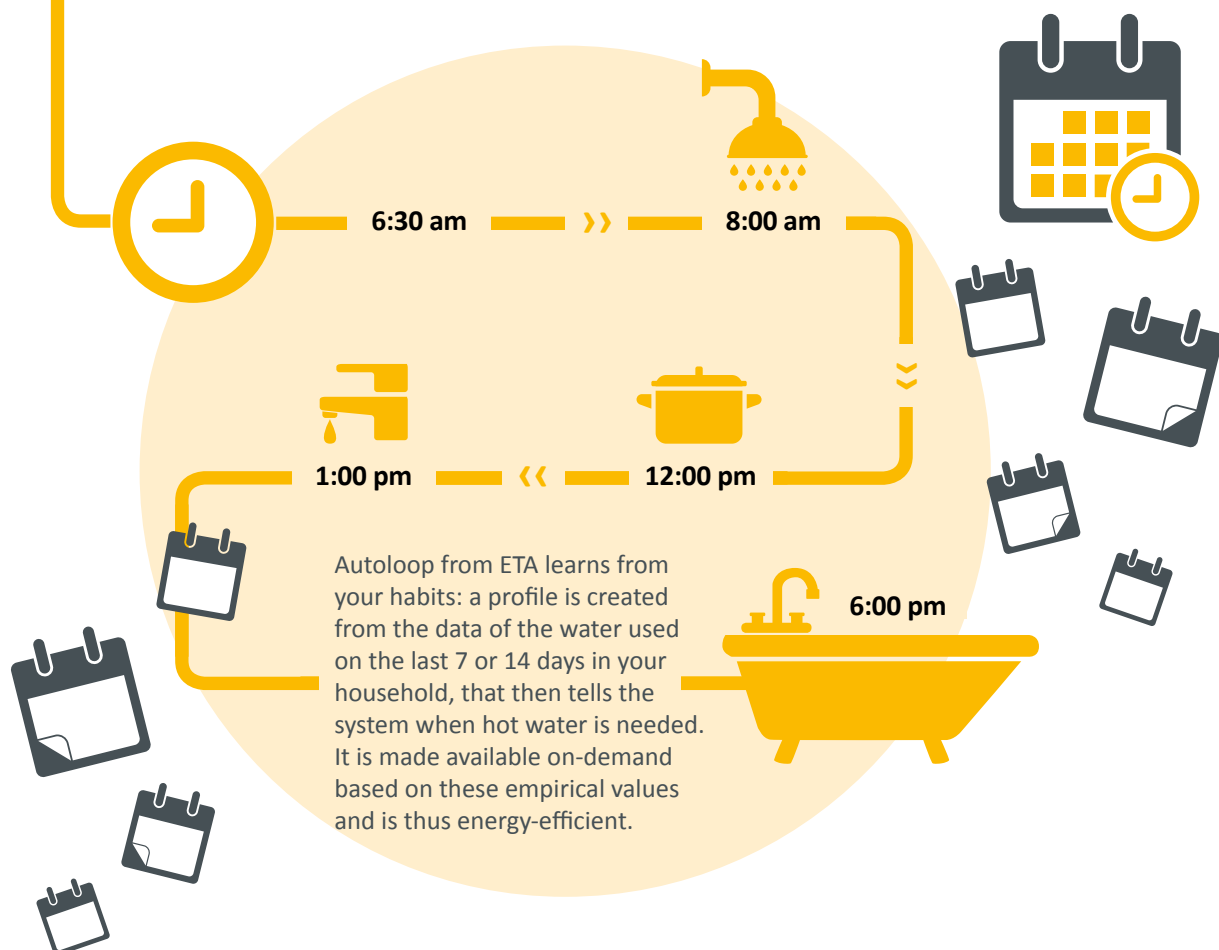 6:30 am
8:00 am
1:00 pm
12:00 pm
6:00 pm
Autoloop from ETA learns from
your habits: a profile is created
from the data of the water used
on the last 7 or 14 days in your
household, that then tells the
system when hot water is needed.
It is made available on-demand
based on these empirical values
and is thus energy-efficient.